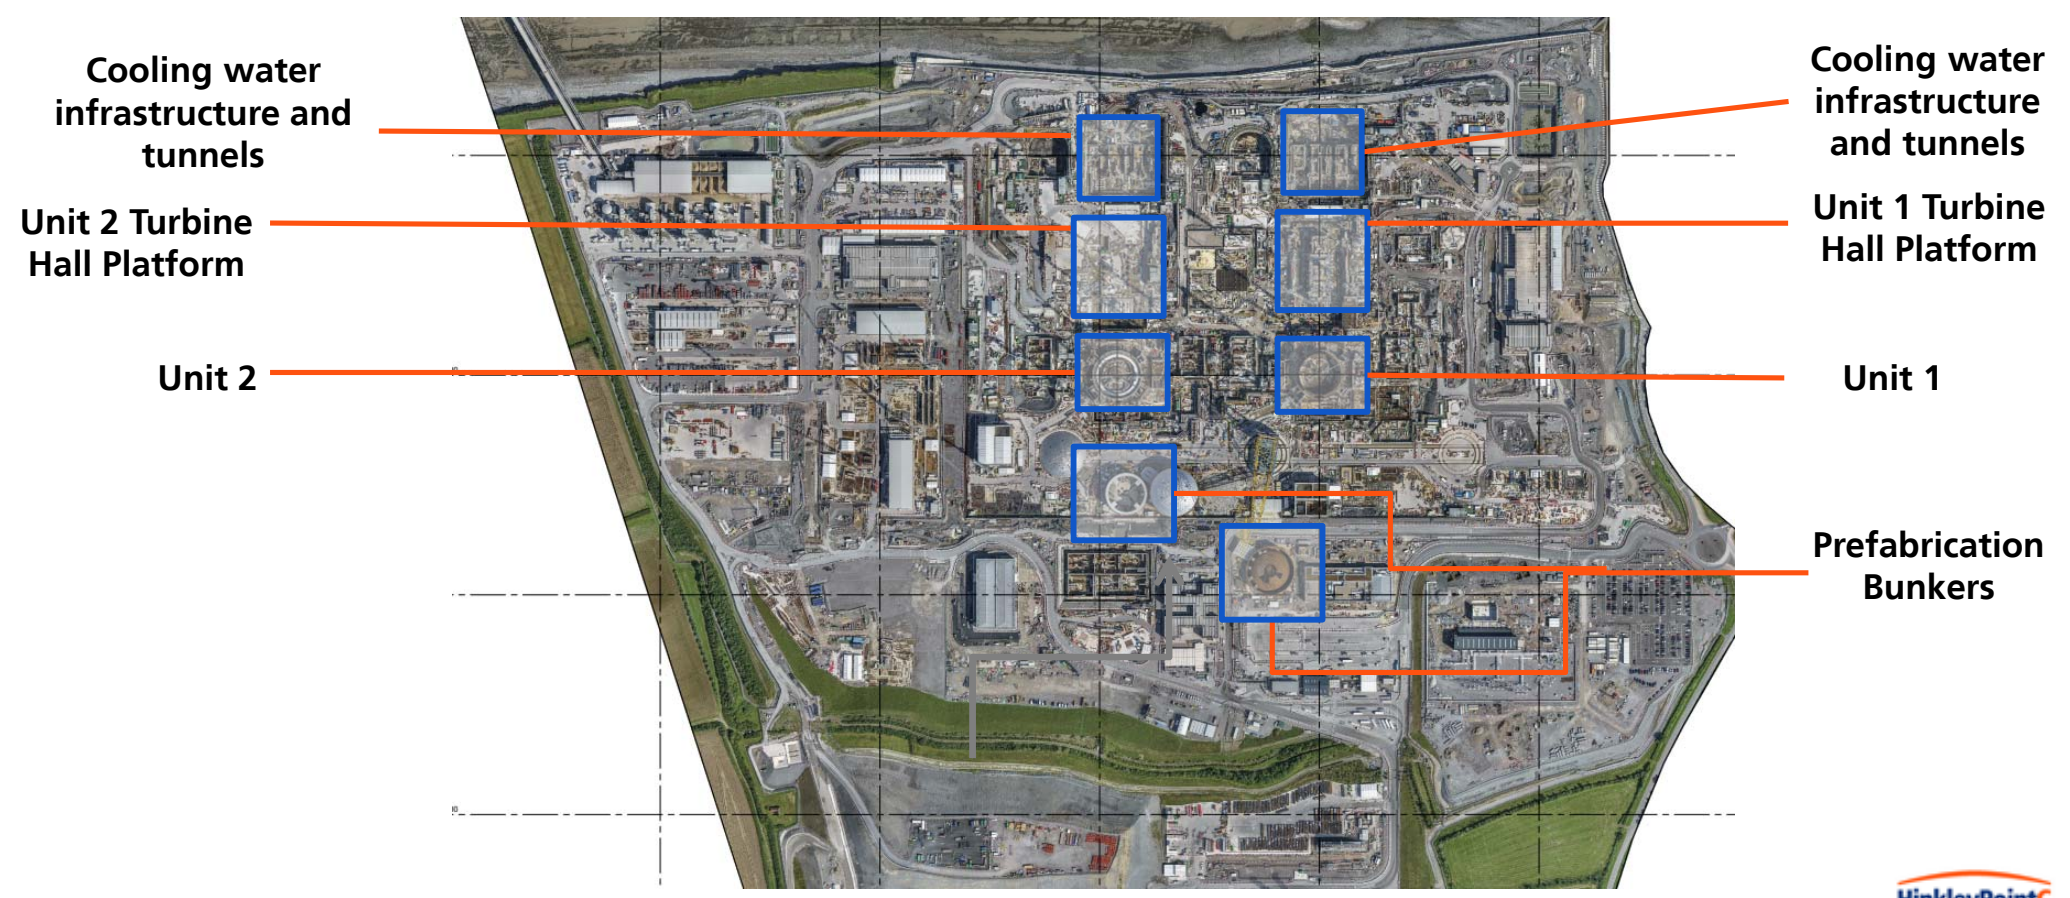 Cooling water
infrastructure and
tunnels
Unit 2 Turbine
Hall Platform
Unit 2
Cooling water
infrastructure
and tunnels
Unit 1 Turbine
Hall Platform
Unit 1
Prefabrication
Bunkers
HinkleyPointC